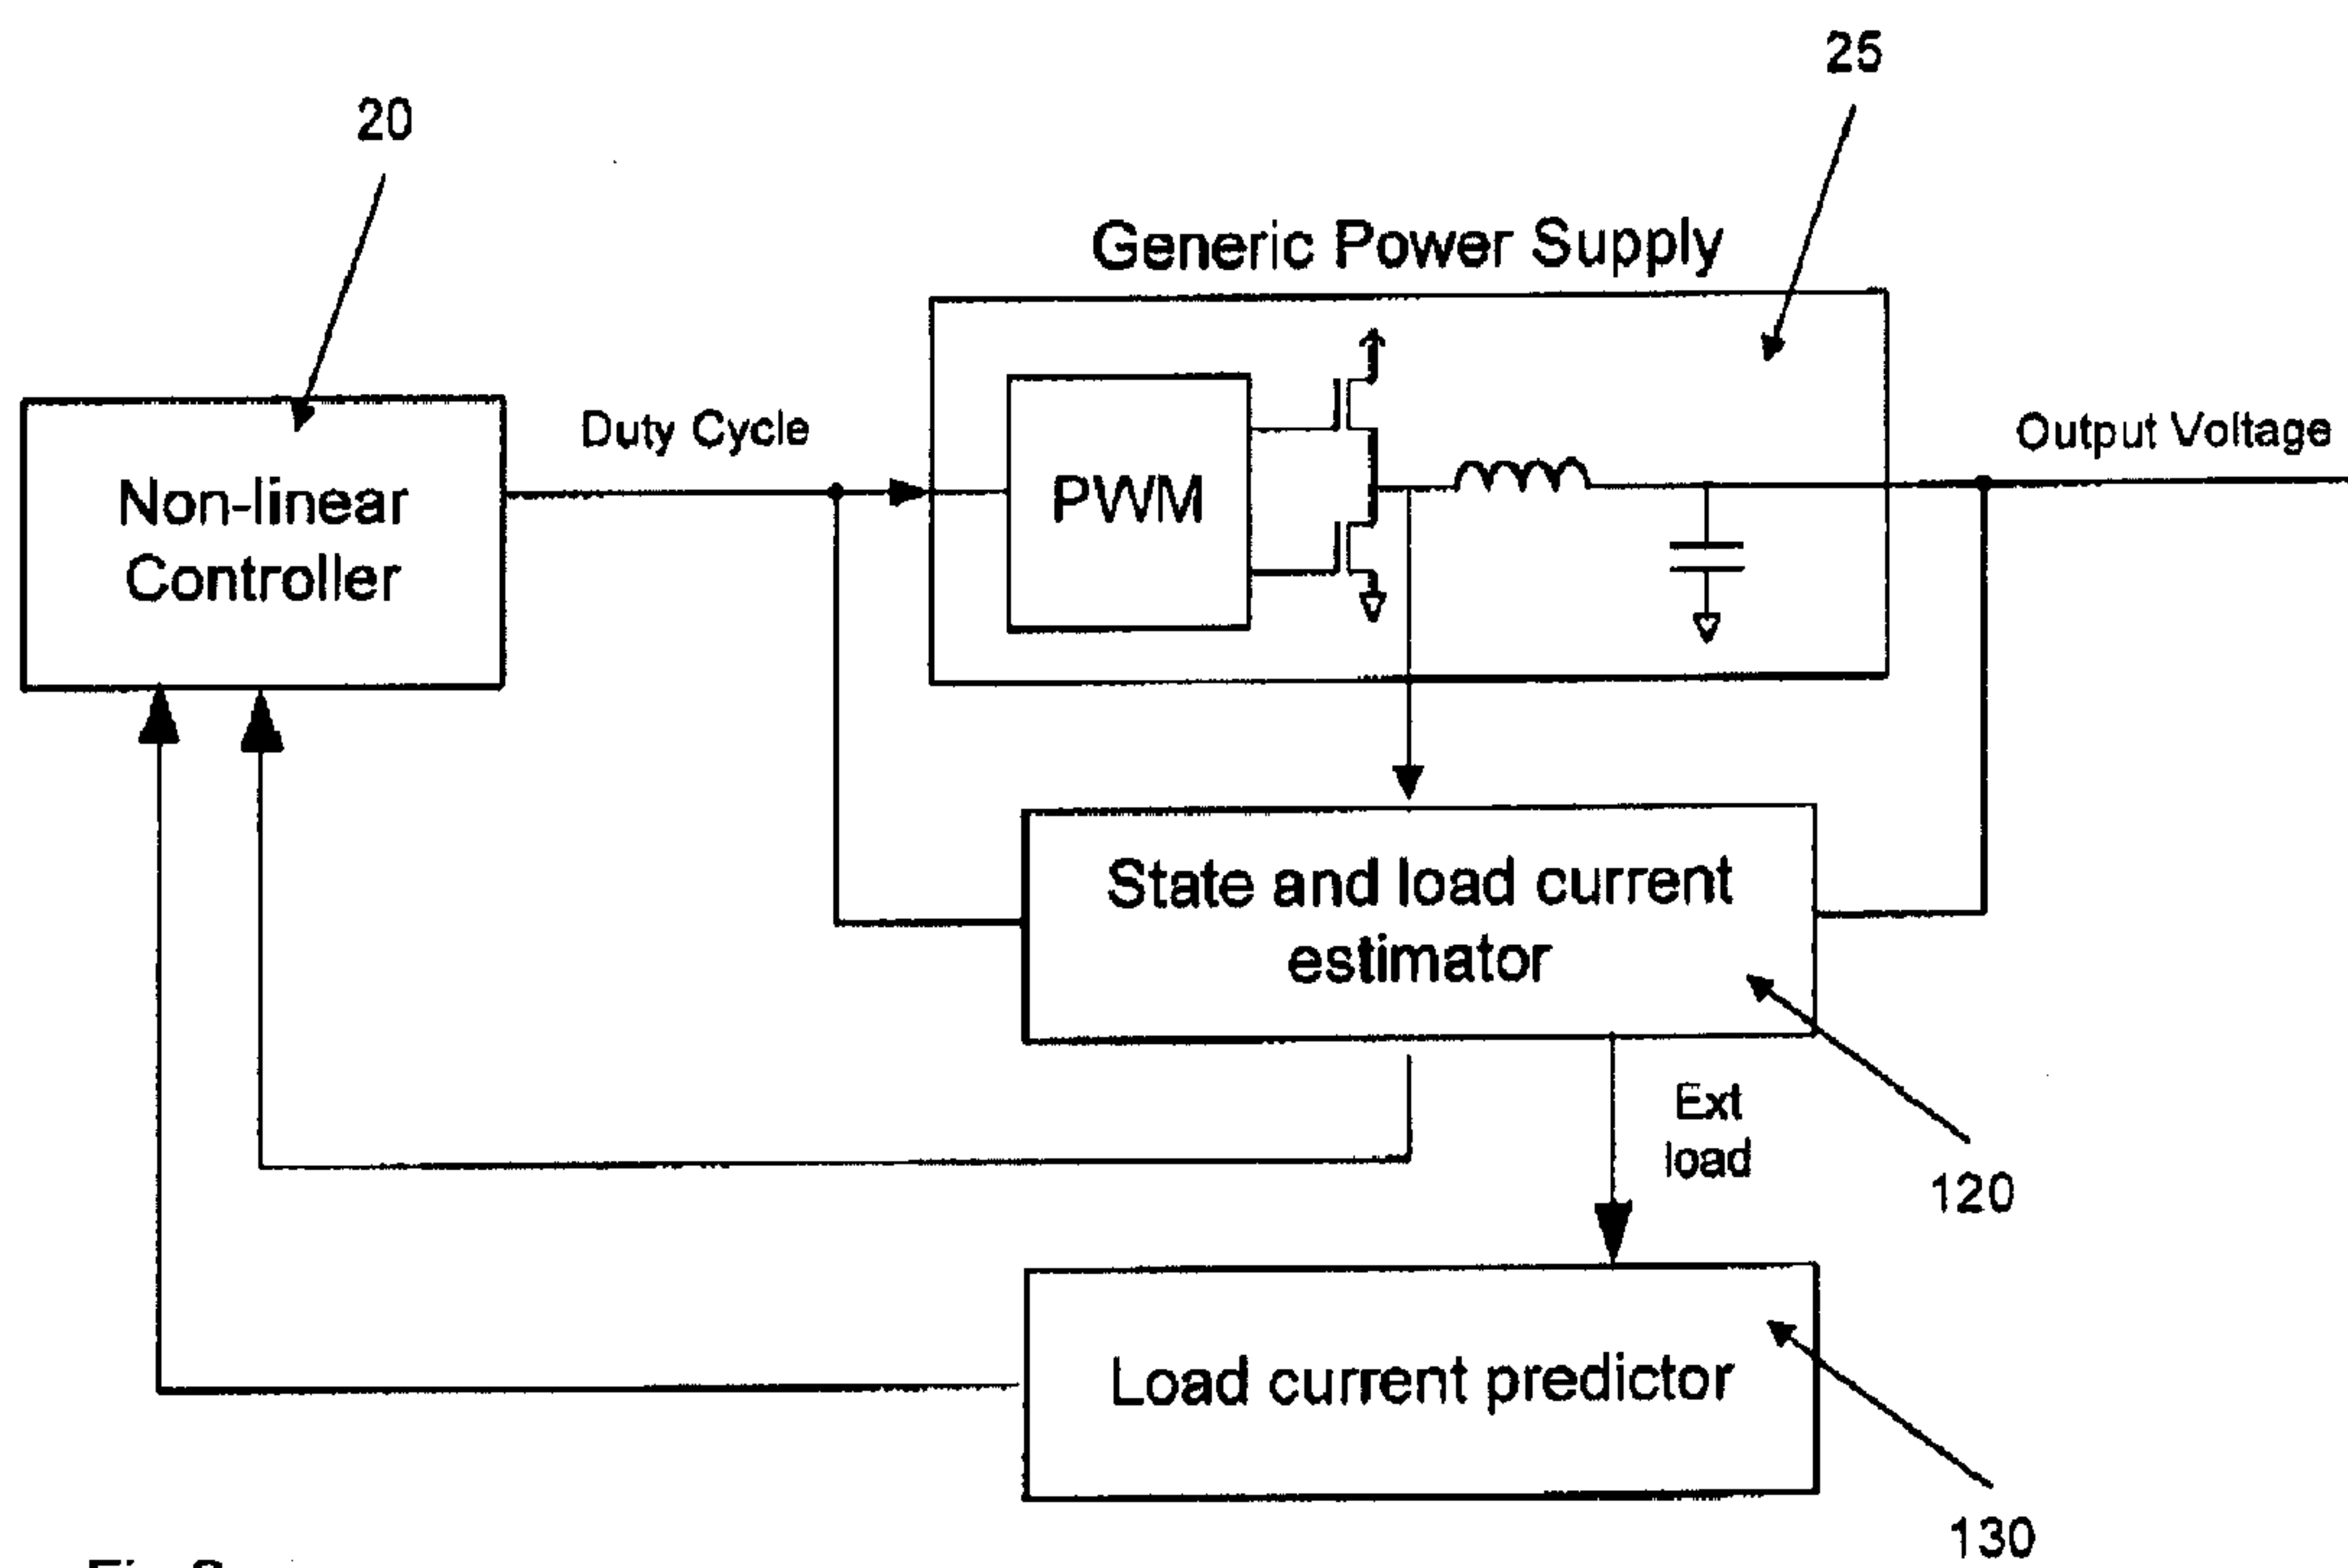 25
20
Generic Power Supply
Duty Cycle
Output Voltage
Non-linear
Controller
PWM
State and load current
estimator
Ext
load
120
Load current predictor
130